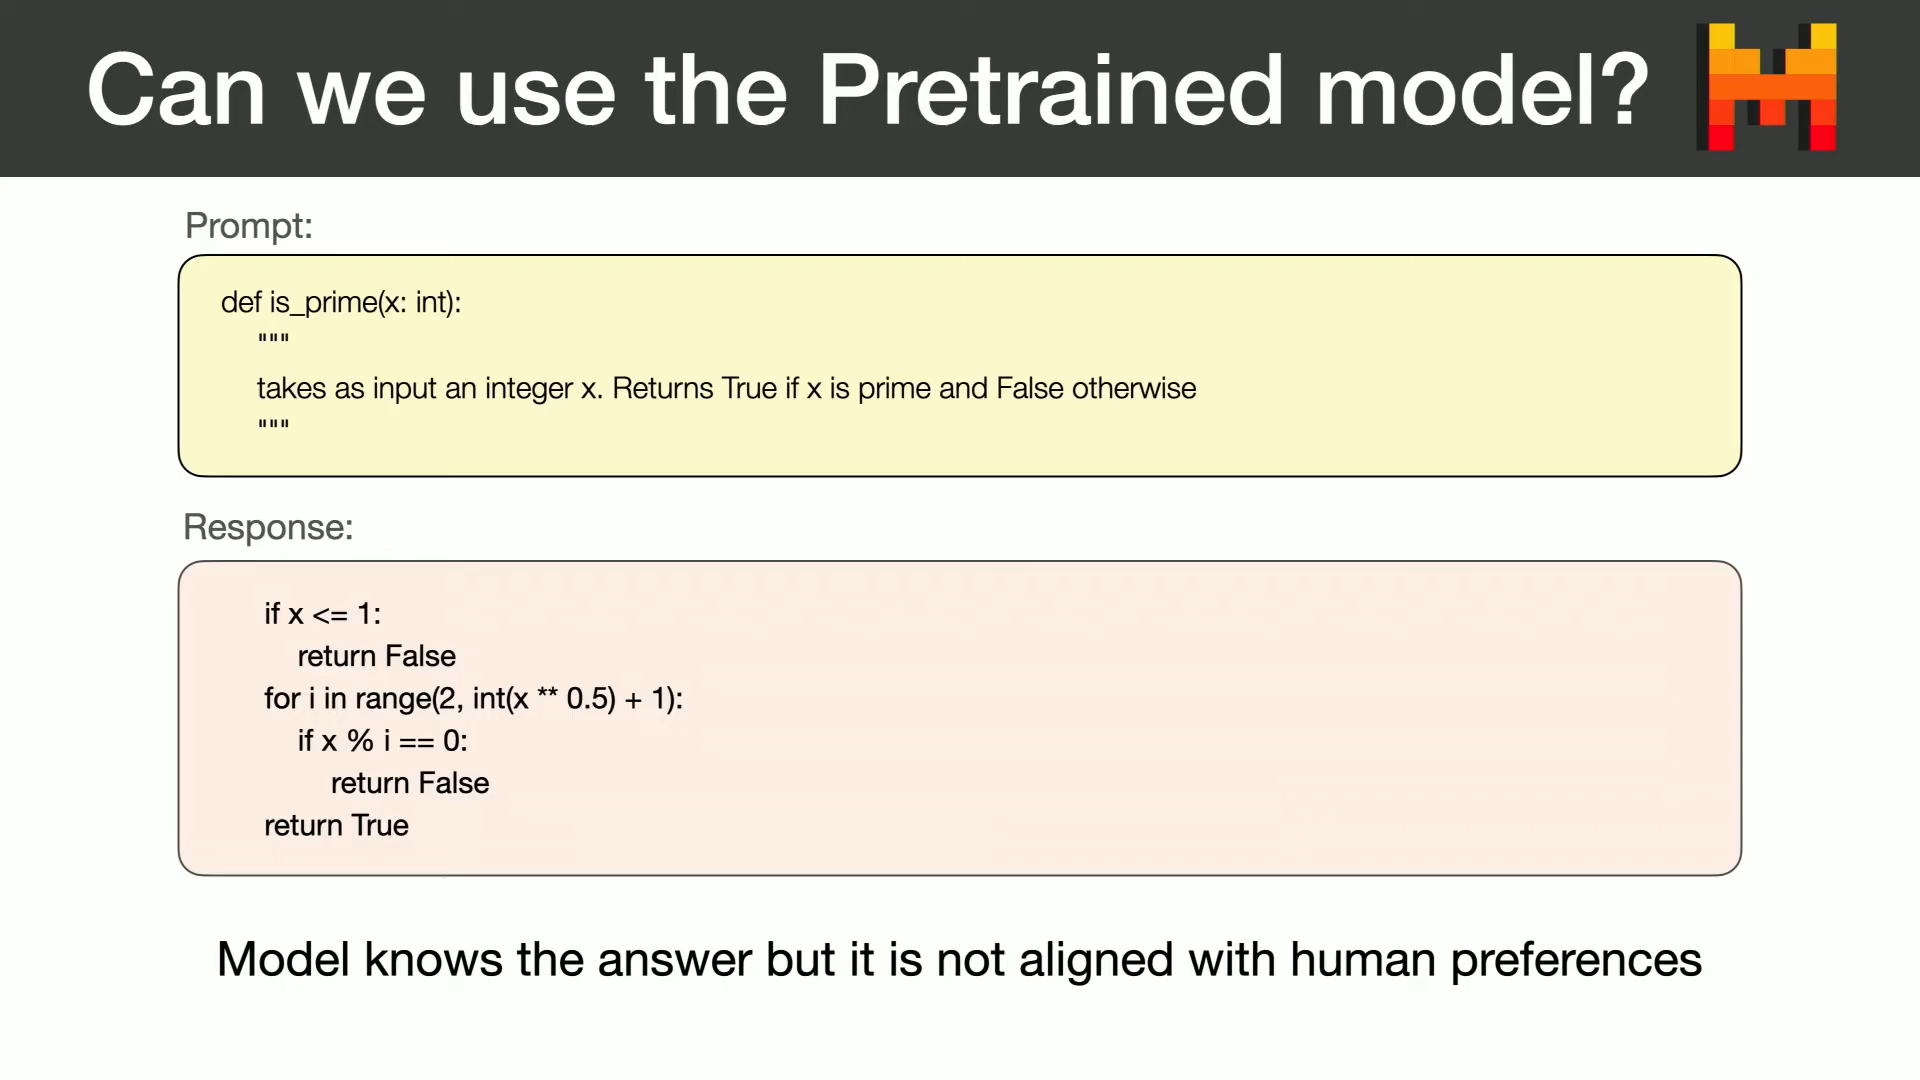 Can we use the Pretrained model?
Prompt:
def is_prime(x: int):
"""
takes as input an integer x. Returns True if x is prime and False otherwise
"""
Response:
if x <= 1:
return False
for i in range(2, int(x ** 0.5) + 1):
if x % i == 0:
return False
return True
Model knows the answer but it is not aligned with human preferences